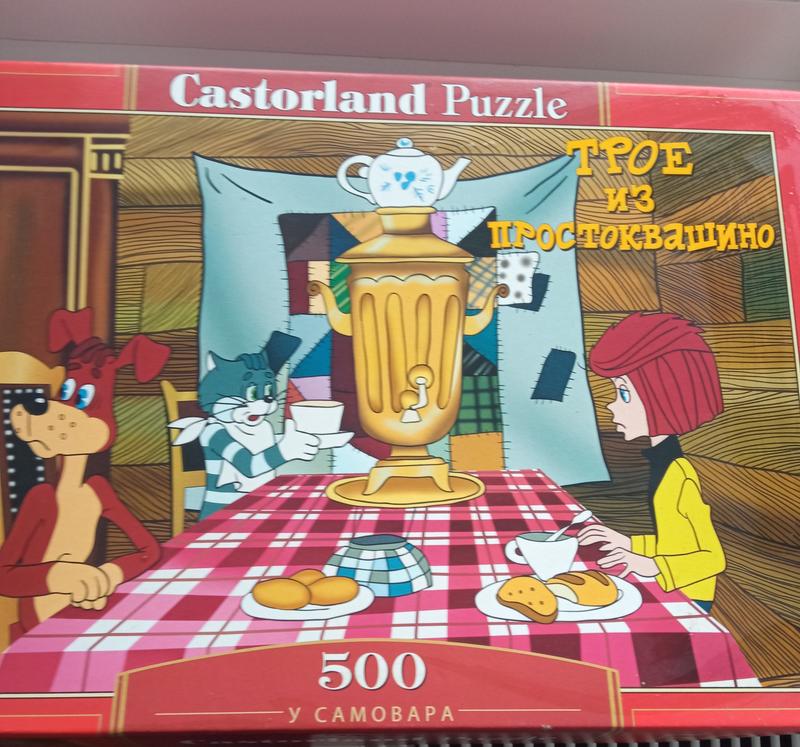 Castorland Puzzle
ТРОЕ
ИЗ
ПРОСТОКВАШИНО
500
У САМОВАРА